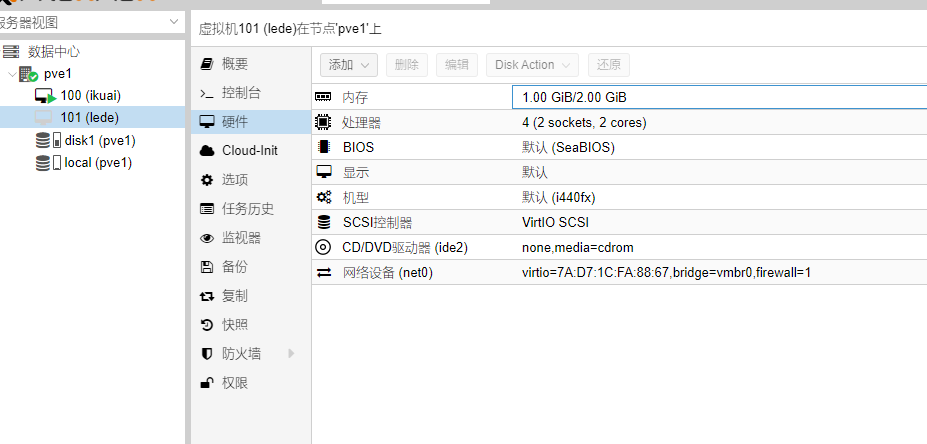 服务器视图
虚拟机101 (lede)在节点'pve1'上
数据中心
pve1
100 (ikuai)
101 (lede)
disk1 (pve1)
local (pve1)
概要
控制台
硬件
Cloud-Init
选项
任务历史
监视器
备份
复制
快照
防火墙
权限
添加 删除 编辑 Disk Action 还原
内存 1.00 GiB/2.00 GiB
处理器 4 (2 sockets, 2 cores)
BIOS 默认 (SeaBIOS)
显示 默认
机型 默认 (i440fx)
SCSI控制器 VirtIO SCSI
CD/DVD驱动器 (ide2) none,media=cdrom
网络设备 (net0) virtio=7A:D7:1C:FA:88:67,bridge=vmbr0,firewall=1